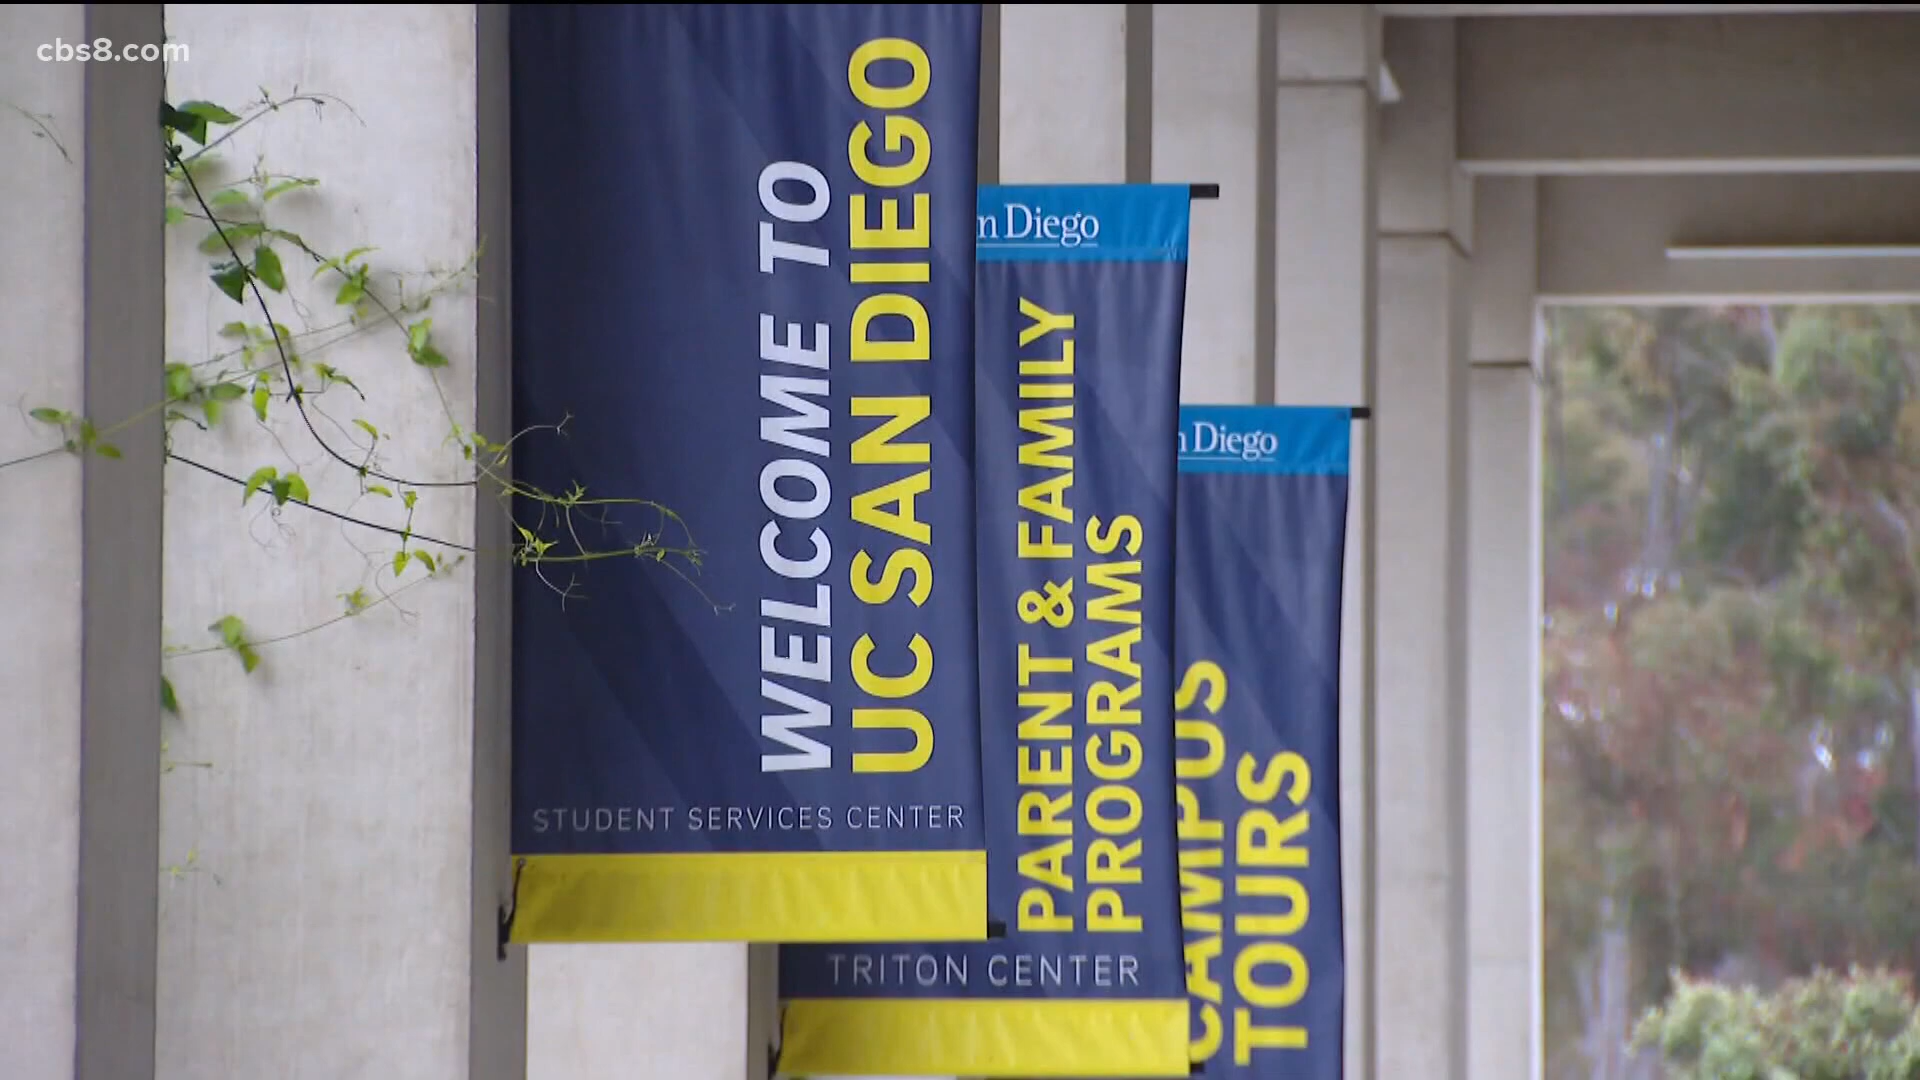 cbs8.com
WELCOME TO
UC SAN DIEGO
STUDENT SERVICES CENTER
n Diego
PARENT & FAMILY
PROGRAMS
TRITON CENTER
n Diego
CAMPUS
TOURS